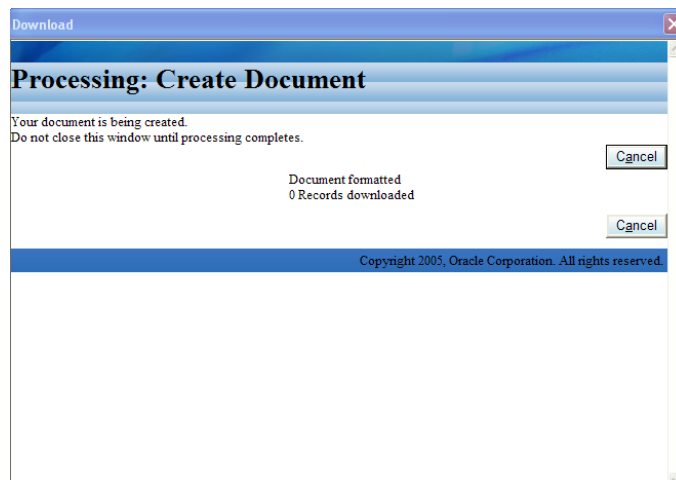 Download
Processing: Create Document
Your document is being created.
Do not close this window until processing completes.
Cancel
Document formatted
0 Records downloaded
Cancel
Copyright 2005, Oracle Corporation. All rights reserved.